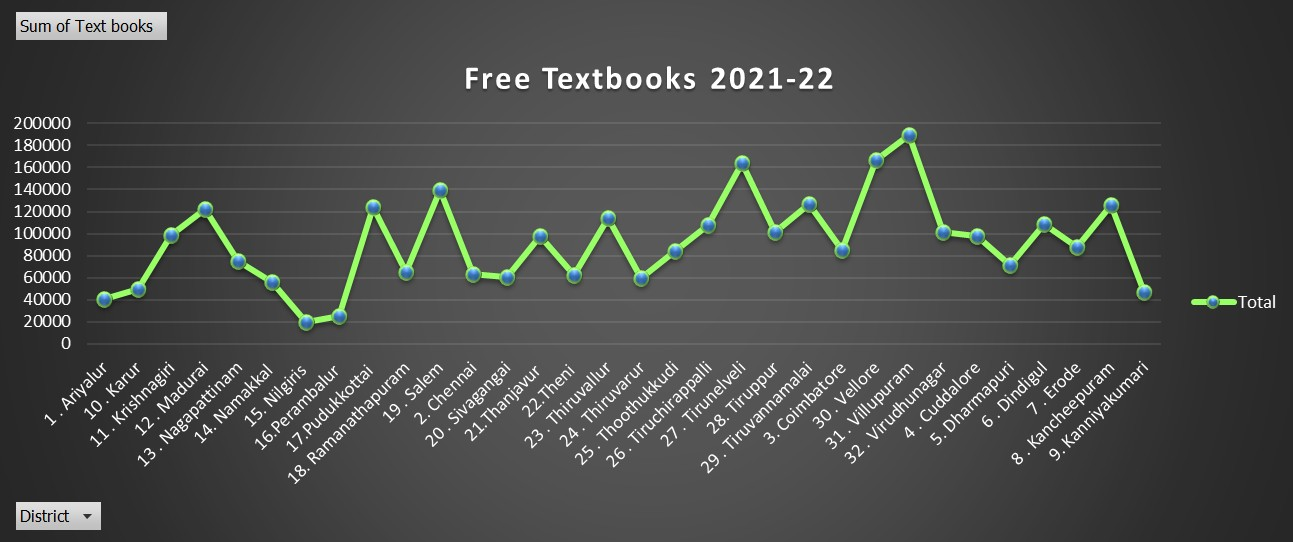 Sum of Text books
Free Textbooks 2021-22
200000
180000
160000
140000
120000
100000
80000
60000
40000
20000
0
1 . Ariyalur
10 . Karur
11 . Krishnagiri
12 . Madurai
13 . Nagapattinam
14. Namakkal
15. Nilgiris
16.Perambalur
17.Pudukkottai
18. Ramanathapuram
19 . Salem
2. Chennai
20 . Sivagangai
21.Thanjavur
22.Theni
23 . Thiruvallur
24 . Thiruvarur
25 . Thoothukkudi
26 . Tiruchirappalli
27 . Tirunelveli
28. Tiruppur
29 . Tiruvannamalai
3. Coimbatore
30 . Vellore
31 . Villupuram
32 . Virudhunagar
4 . Cuddalore
5. Dharmapuri
6 . Dindigul
7 . Erode
8 . Kancheepuram
9. Kanniyakumari
Total
District